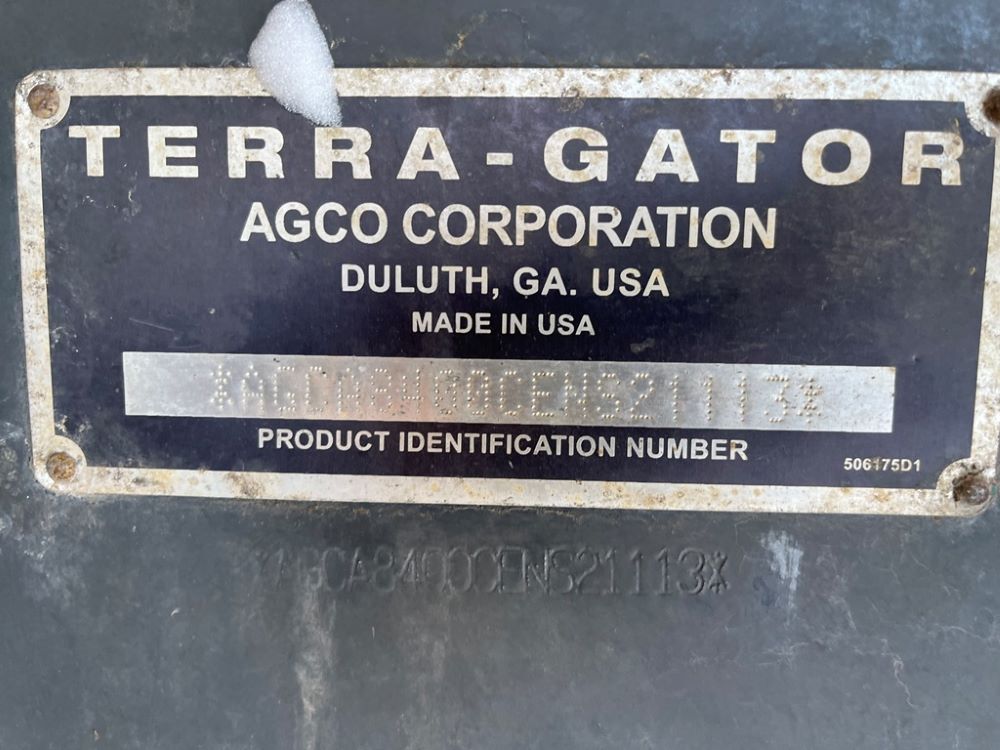 TERRA-GATOR
AGCO CORPORATION
DULUTH, GA. USA
MADE IN USA
*AGCA8400CENS21113*
PRODUCT IDENTIFICATION NUMBER
506175D1
*AGCA8400CENS21113*